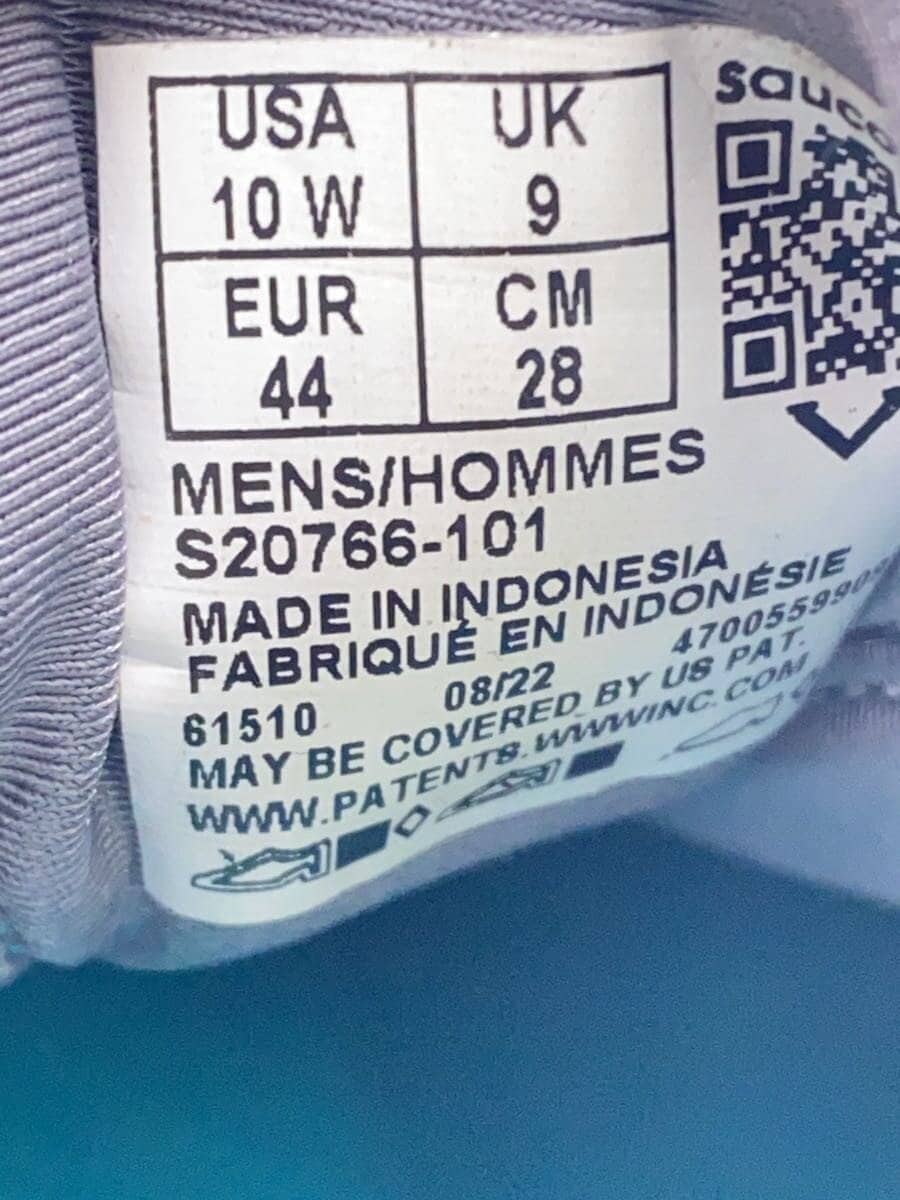 USA UK
10 W 9
EUR CM
44 28
MENS/HOMMES
S20766-101
MADE IN INDONESIA
FABRIQUÉ EN INDONÉSIE
61510 08/22
MAY BE COVERED BY US PAT.
WWW.PATENTS.WWWINC.COM